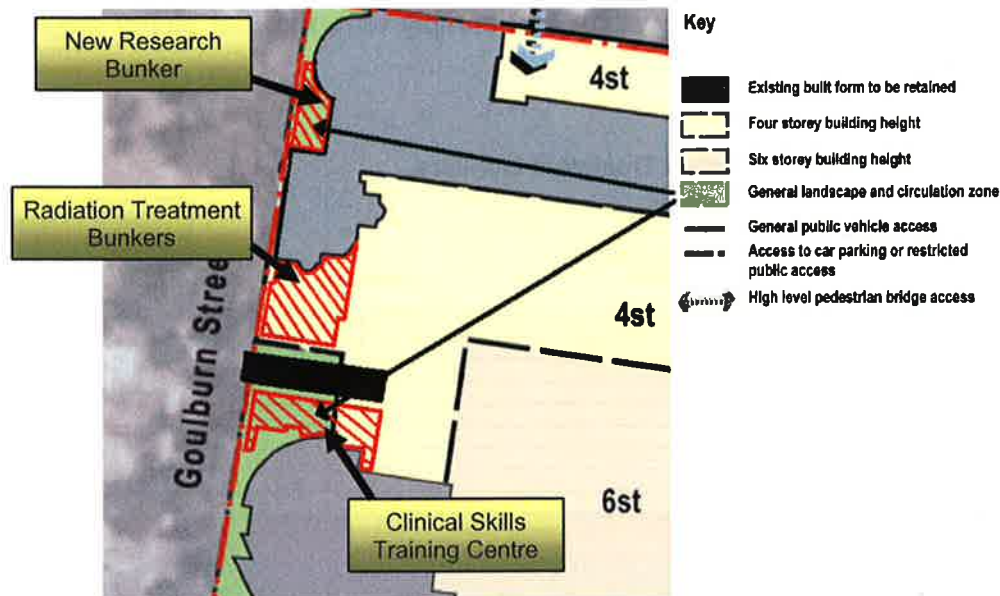 New Research
Bunker
4st
Radiation Treatment
Bunkers
4st
Goulburn Stree
6st
Clinical Skills
Training Centre
Key
Existing built form to be retained
Four storey building height
Six storey building height
General landscape and circulation zone
General public vehicle access
Access to car parking or restricted
public access
High level pedestrian bridge access